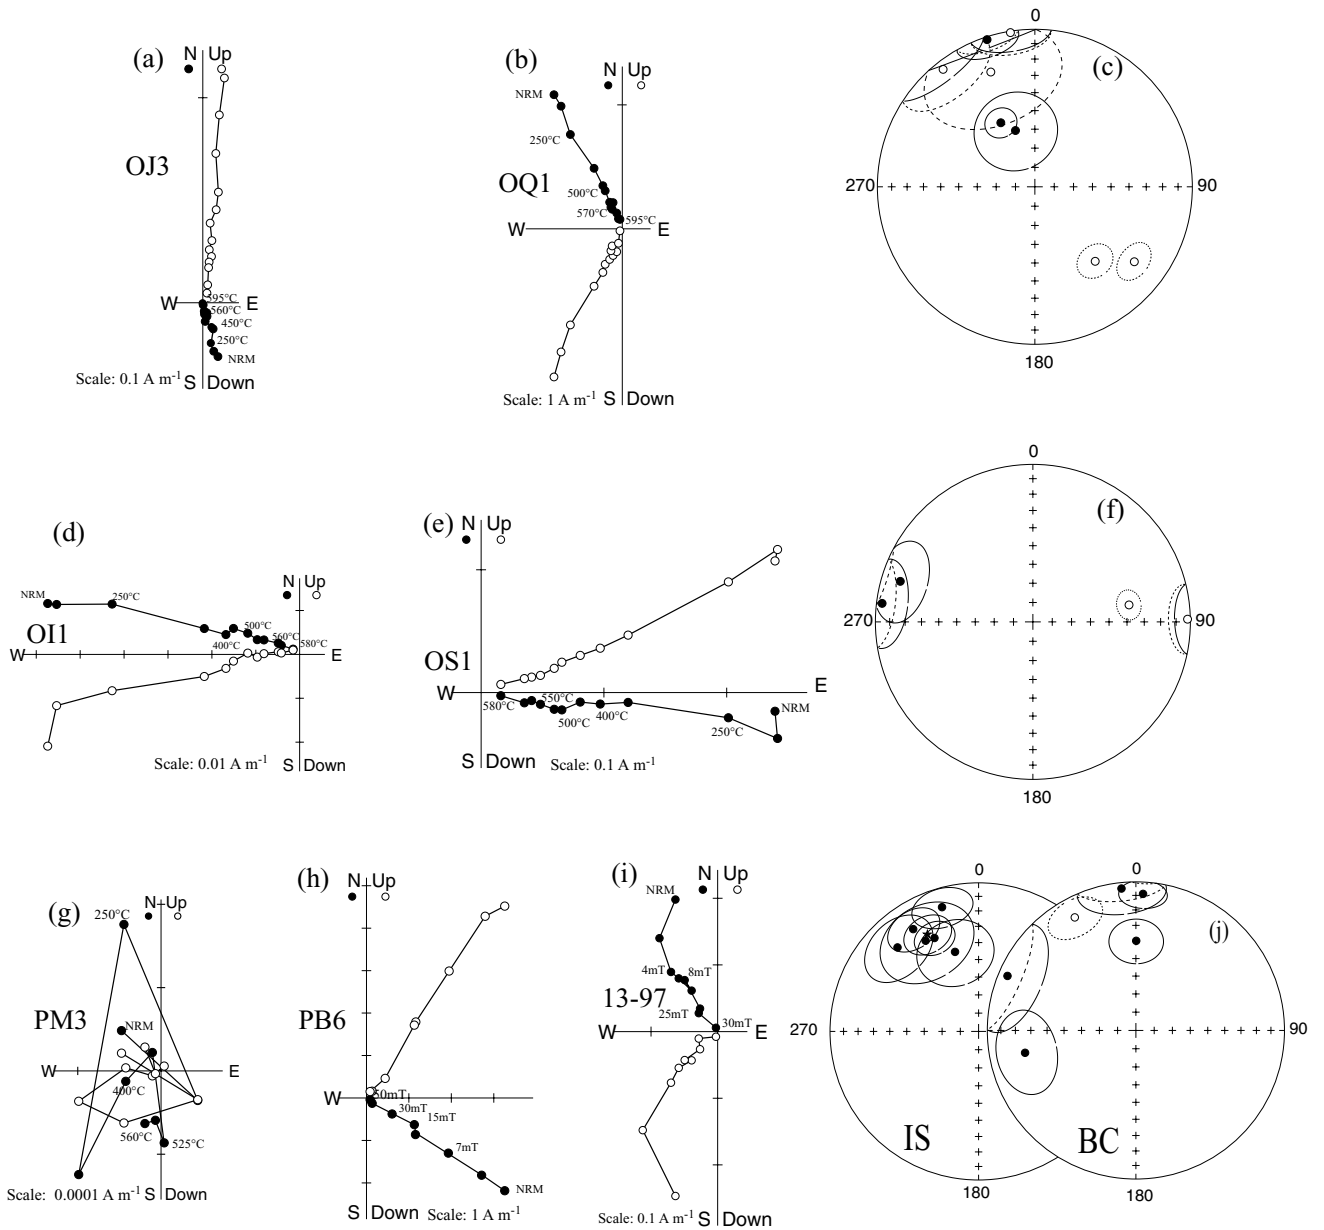 (a)
N Up
OJ3
W E
595°C
560°C
450°C
250°C
NRM
Scale: 0.1 A m-1
S Down
(b)
N Up
NRM
250°C
OQ1
500°C
570°C
595°C
W E
Scale: 1 A m-1
S Down
(c)
0
270
90
180
(d)
N Up
NRM
250°C
OI1
500°C
560°C
580°C
400°C
W E
Scale: 0.01 A m-1
S Down
(e)
N Up
OS1
W E
580°C
550°C
500°C
400°C
250°C
NRM
S Down
Scale: 0.1 A m-1
(f)
0
270
90
180
(g)
N Up
250°C
PM3
NRM
W E
400°C
560°C
525°C
Scale: 0.0001 A m-1
S Down
(h)
N Up
PB6
W
50mT
30mT
15mT
7mT
NRM
S Down
Scale: 1 A m-1
(i)
N Up
NRM
4mT
8mT
13-97
25mT
30mT
W E
Scale: 0.1 A m-1
S Down
(j)
0
0
270
90
IS
BC
180
180